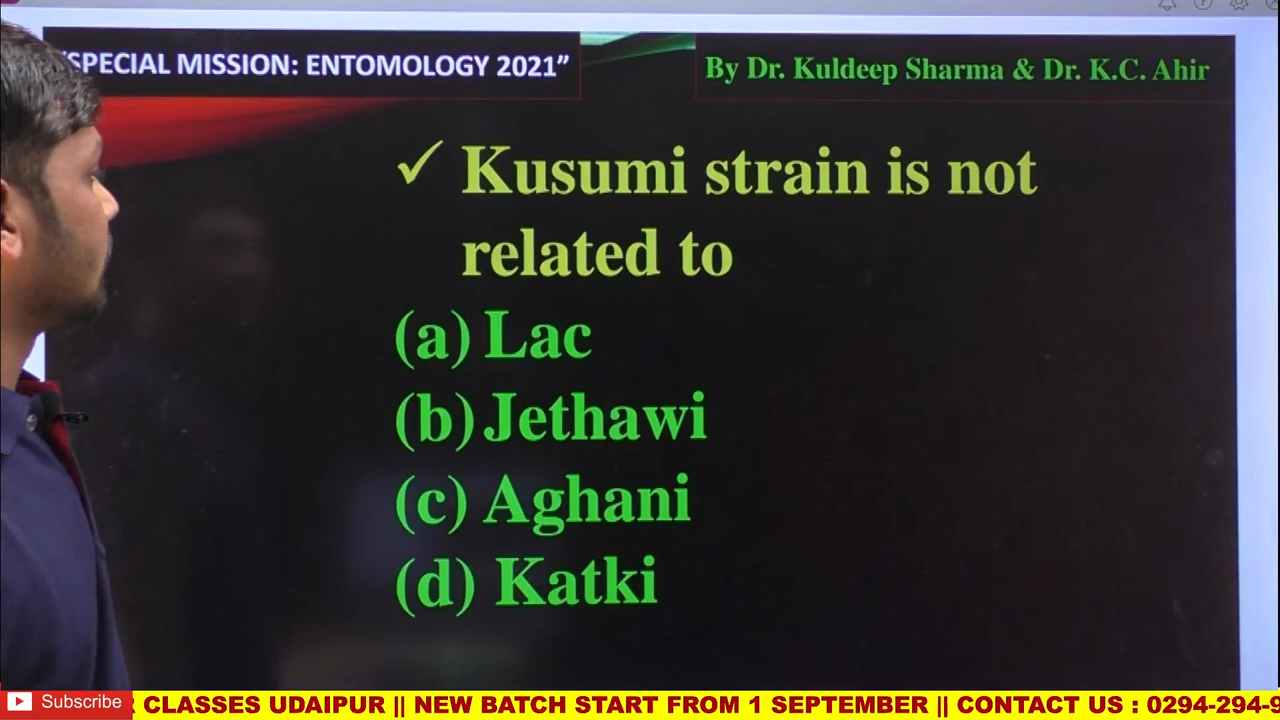 “SPECIAL MISSION: ENTOMOLOGY 2021”
By Dr. Kuldeep Sharma & Dr. K.C. Ahir
✓ Kusumi strain is not
related to
(a) Lac
(b) Jethawi
(c) Aghani
(d) Katki
Subscribe
CLASSES UDAIPUR || NEW BATCH START FROM 1 SEPTEMBER || CONTACT US : 0294-294-9